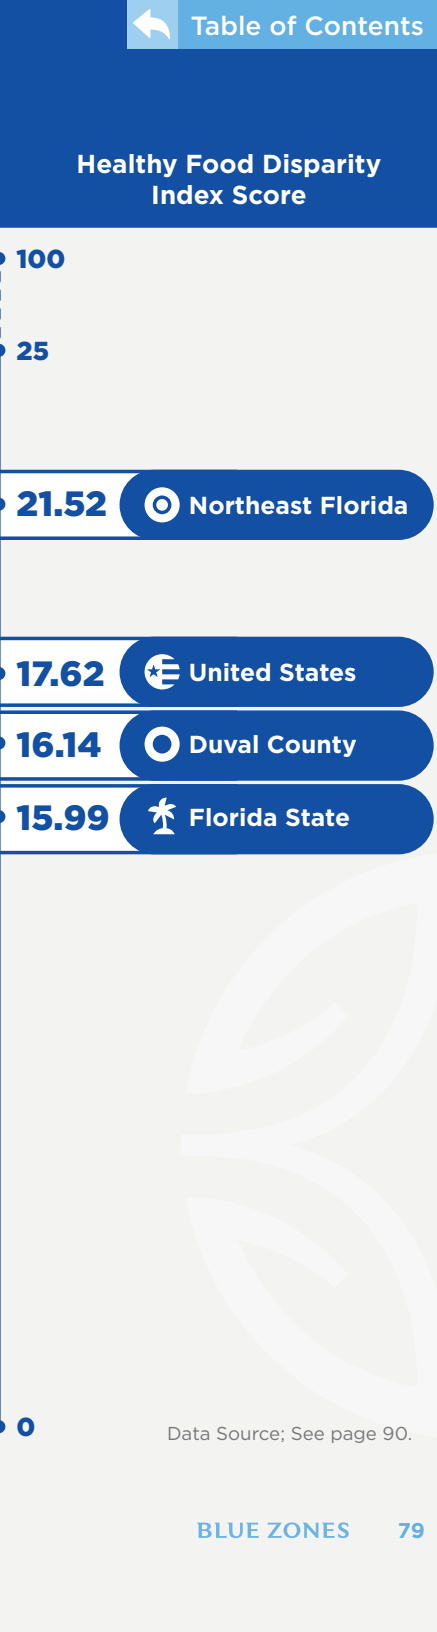 Table of Contents
Healthy Food Disparity
Index Score
100
25
21.52 Northeast Florida
17.62 United States
16.14 Duval County
15.99 Florida State
0
Data Source; See page 90.
BLUE ZONES 79